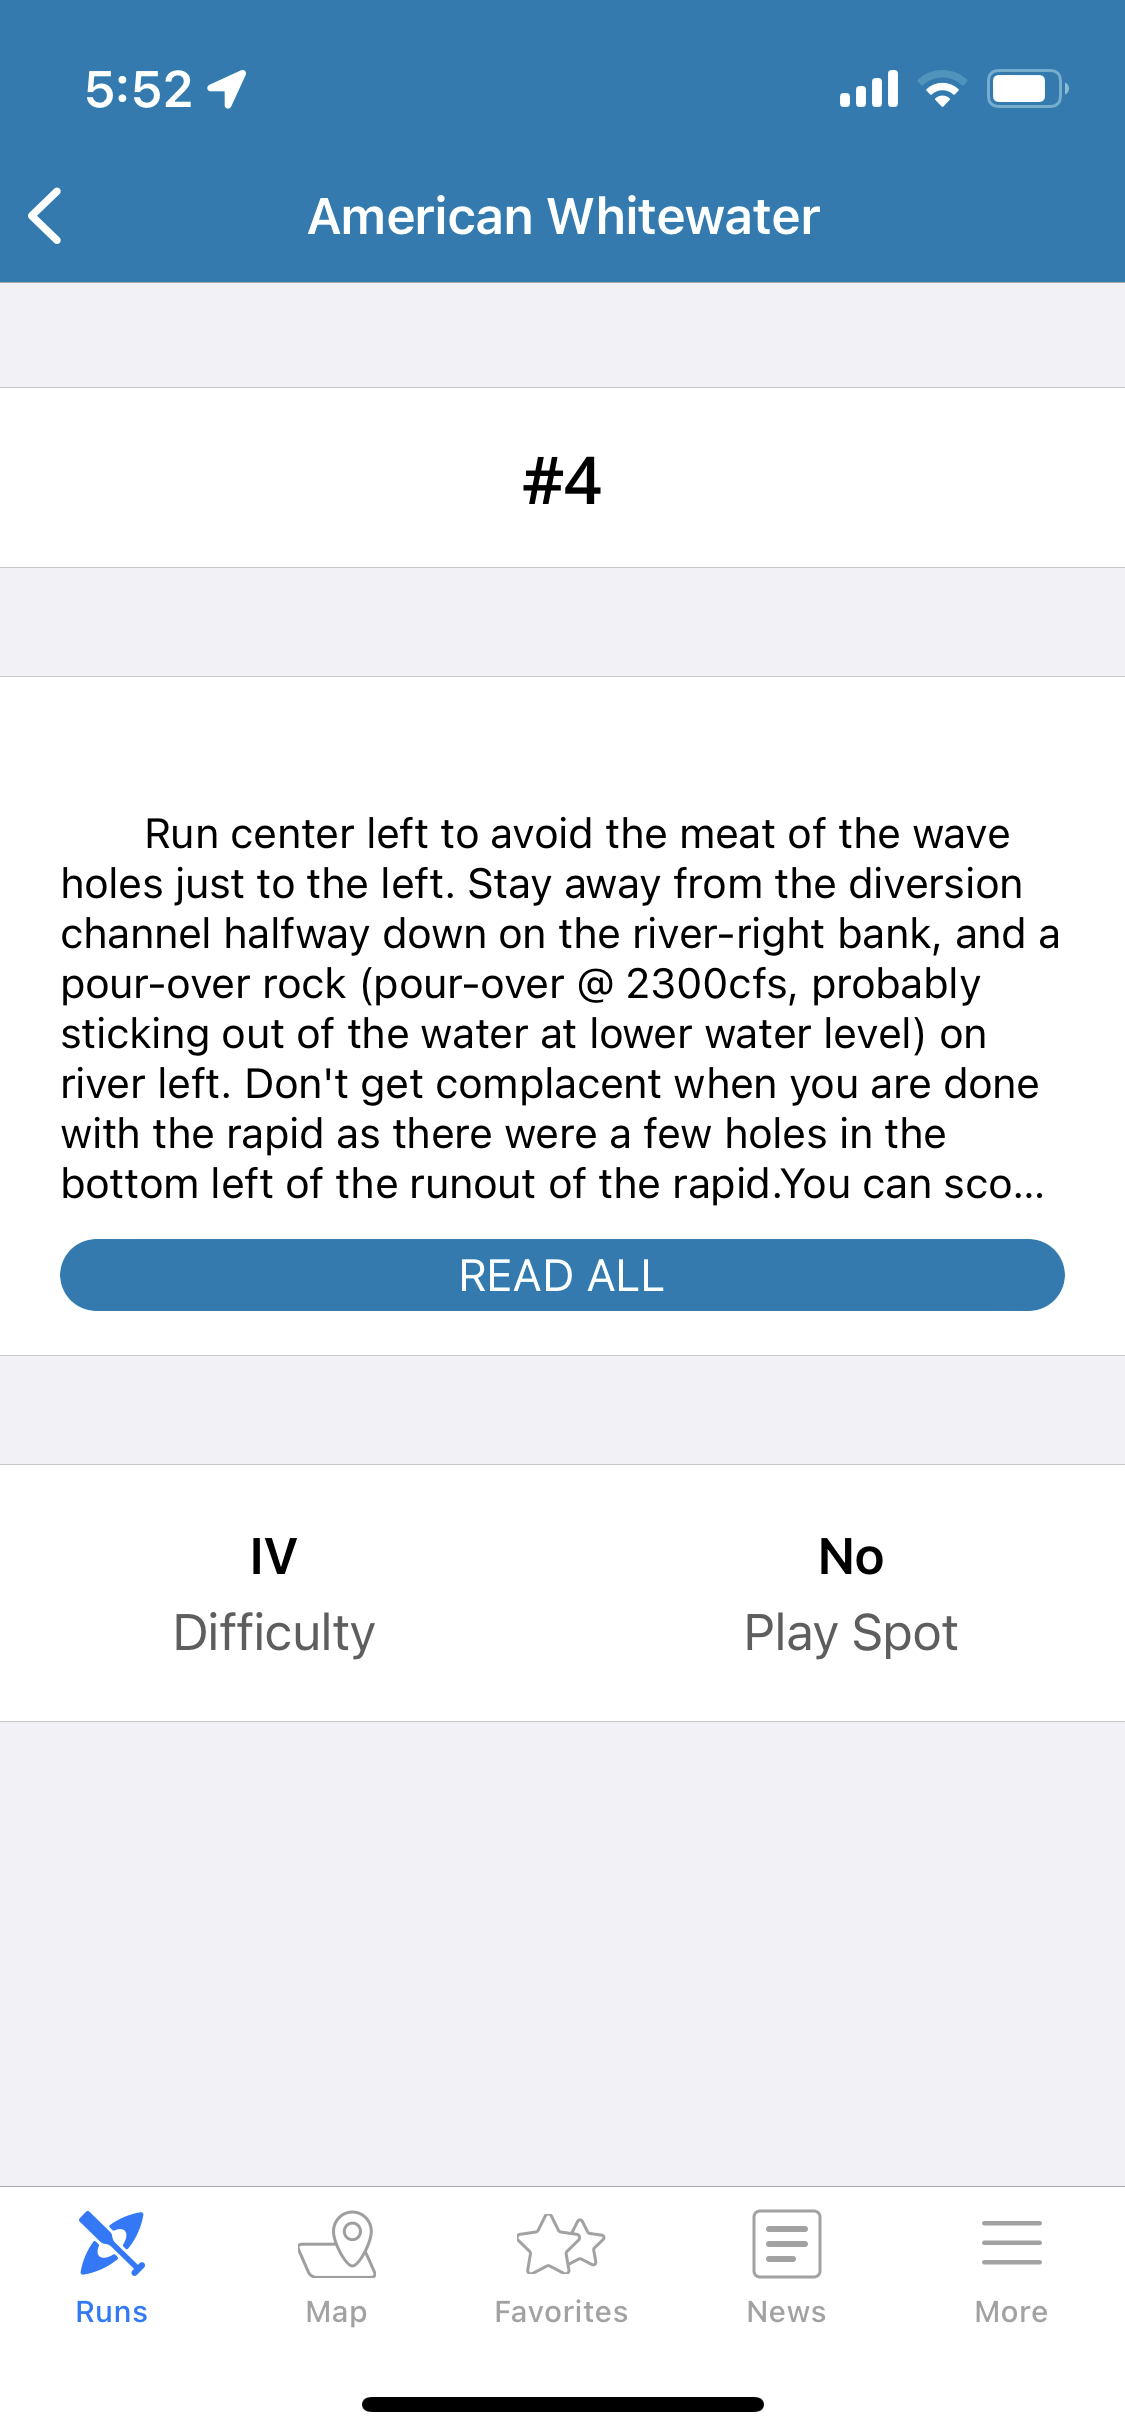 5:52
American Whitewater
#4
Run center left to avoid the meat of the wave
holes just to the left. Stay away from the diversion
channel halfway down on the river-right bank, and a
pour-over rock (pour-over @ 2300cfs, probably
sticking out of the water at lower water level) on
river left. Don't get complacent when you are done
with the rapid as there were a few holes in the
bottom left of the runout of the rapid.You can sco...
READ ALL
IV No
Difficulty Play Spot
Runs Map Favorites News More